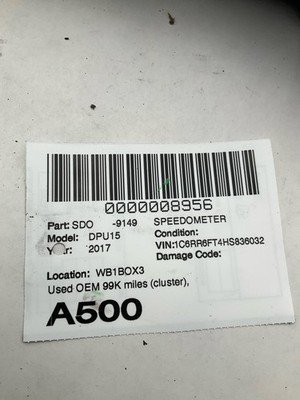 0000008956
Part: SDO -9149 SPEEDOMETER
Model: DPU15 Condition:
Year: 2017 VIN:1C6RR6FT4HS836032
Damage Code:
Location: WB1BOX3
Used OEM 99K miles (cluster),
A500